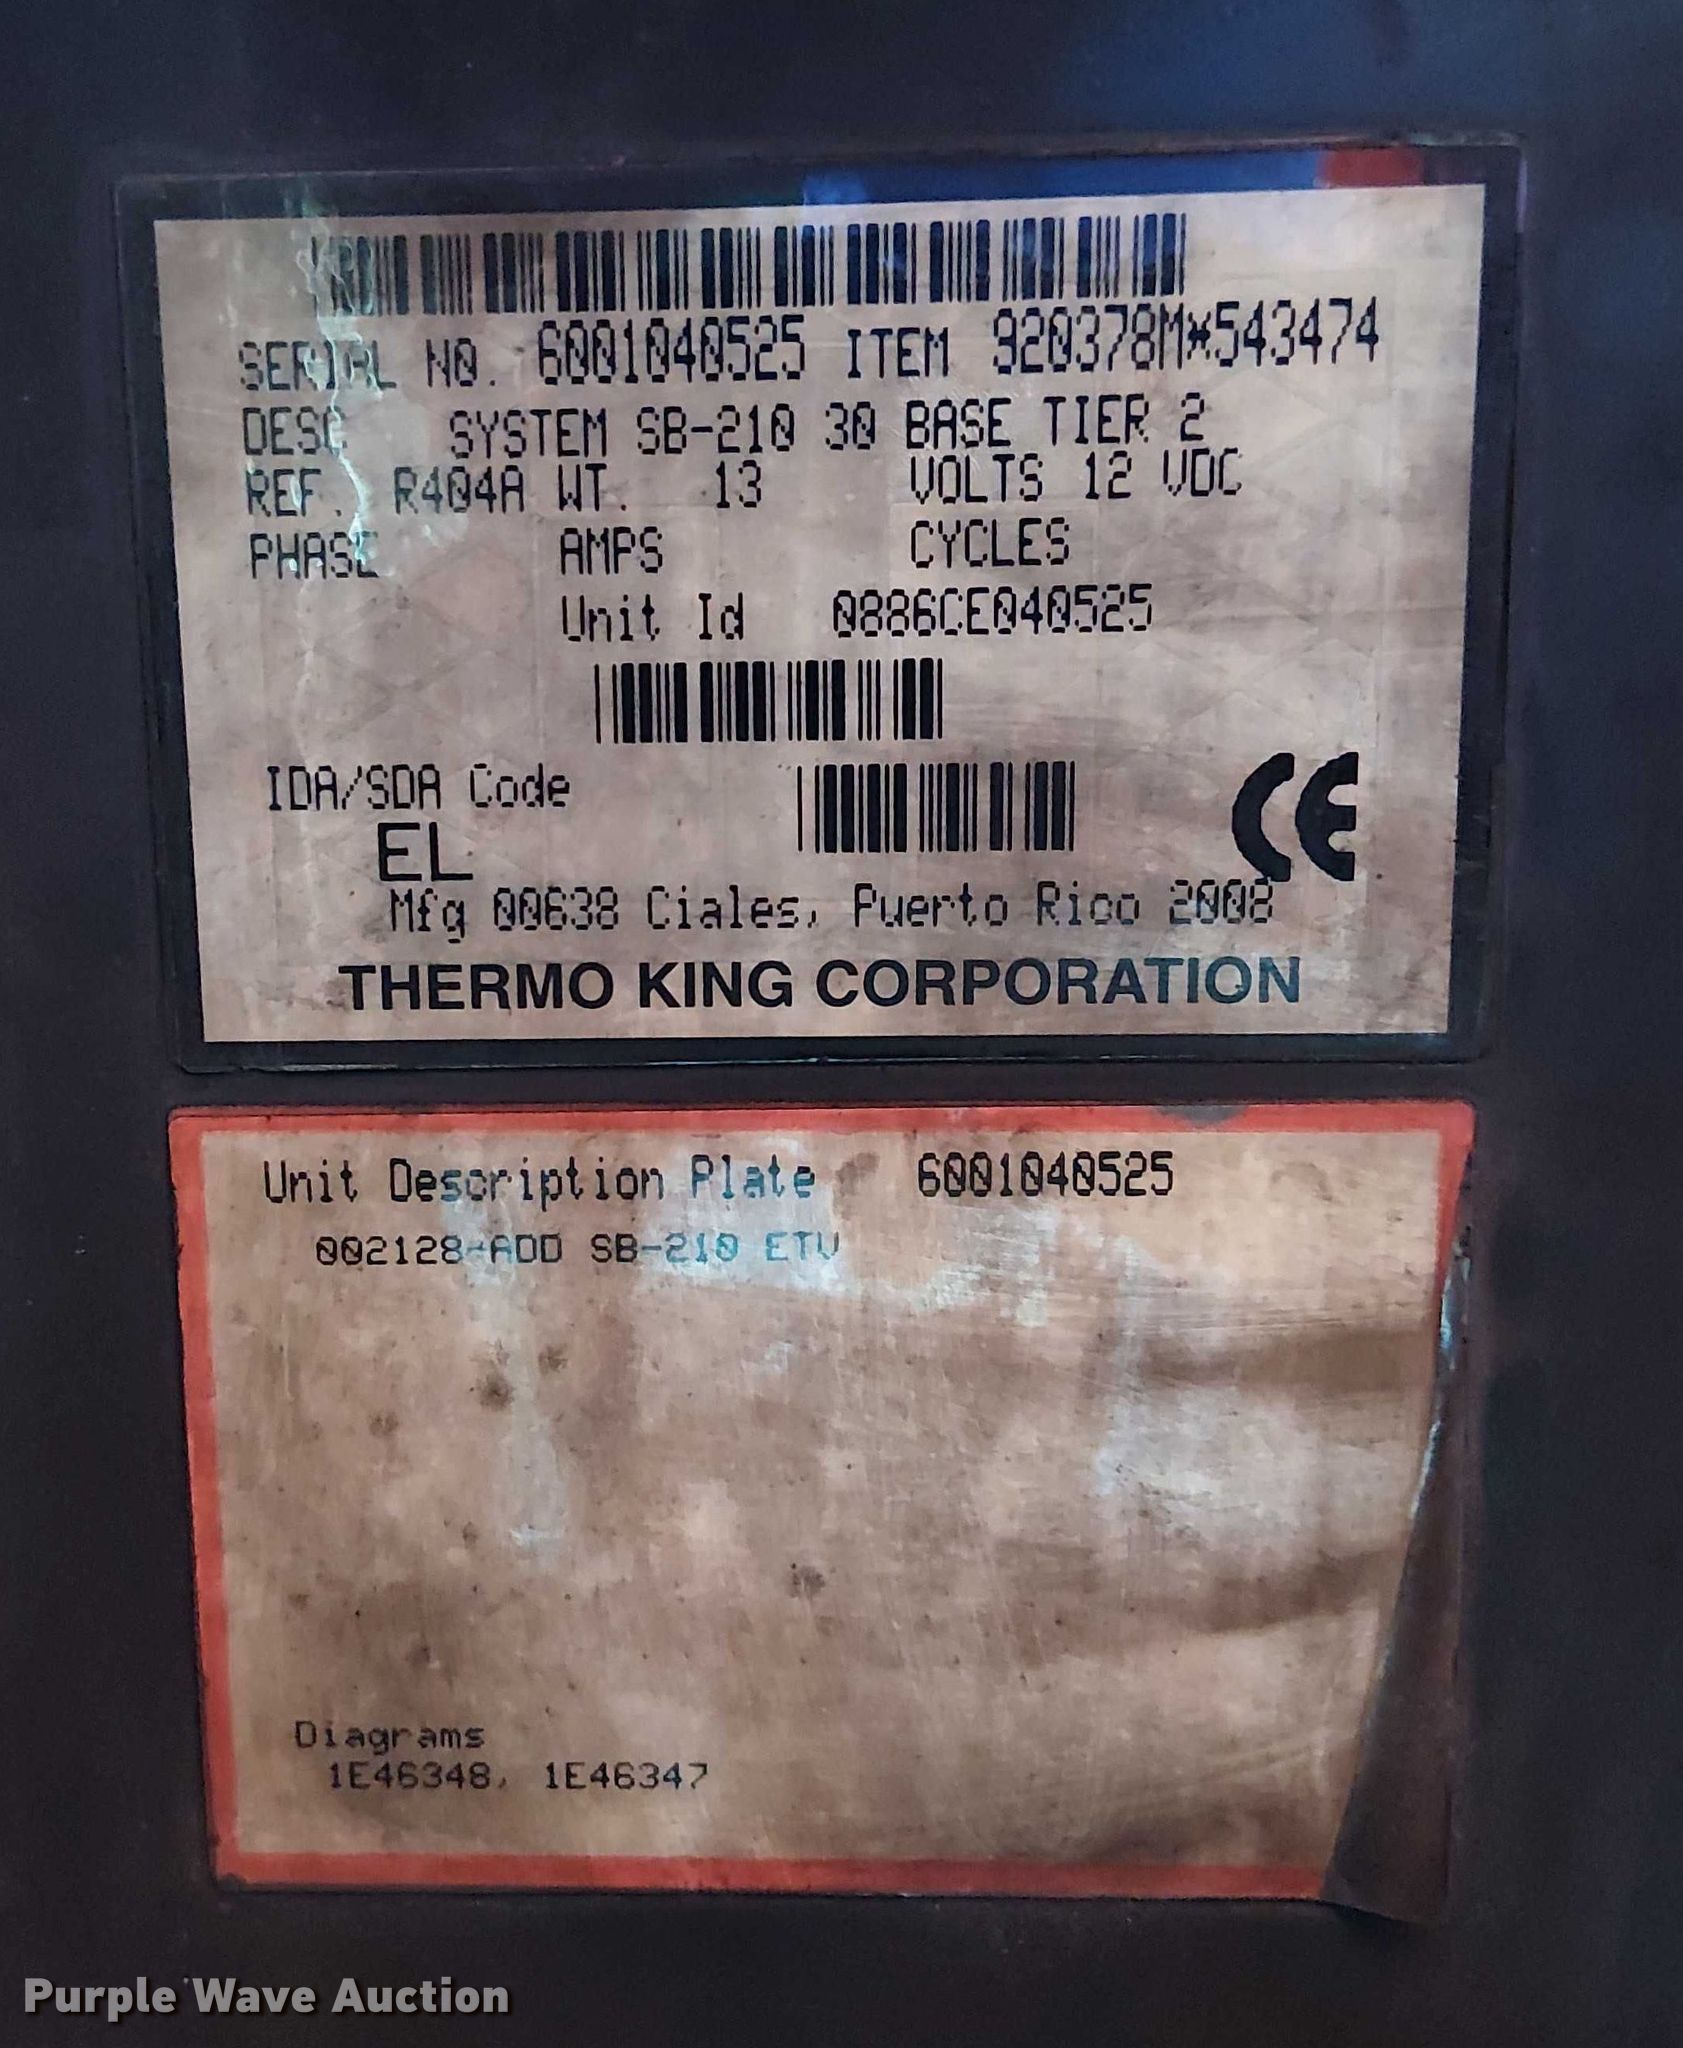 SERIAL NO. 6001040525 ITEM 920378M*543474
DESC SYSTEM SB-210 30 BASE TIER 2
REF. R404A WT. 13 VOLTS 12 VDC
PHASE AMPS CYCLES
Unit Id 0886CE040525
IDA/SDA Code
EL
CE
Mfg 00638 Ciales, Puerto Rico 2008
THERMO KING CORPORATION
Unit Description Plate 6001040525
002128-ADD SB-210 ETV
Diagrams
1E46348, 1E46347
Purple Wave Auction